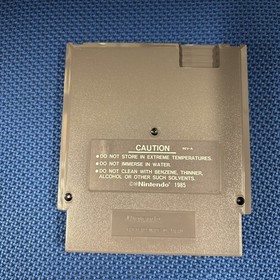 CAUTION
• DO NOT STORE IN EXTREME TEMPERATURES.
• DO NOT IMMERSE IN WATER.
• DO NOT CLEAN WITH BENZENE, THINNER,
ALCOHOL OR OTHER SUCH SOLVENTS.
©®Nintendo® 1985
Nintendo